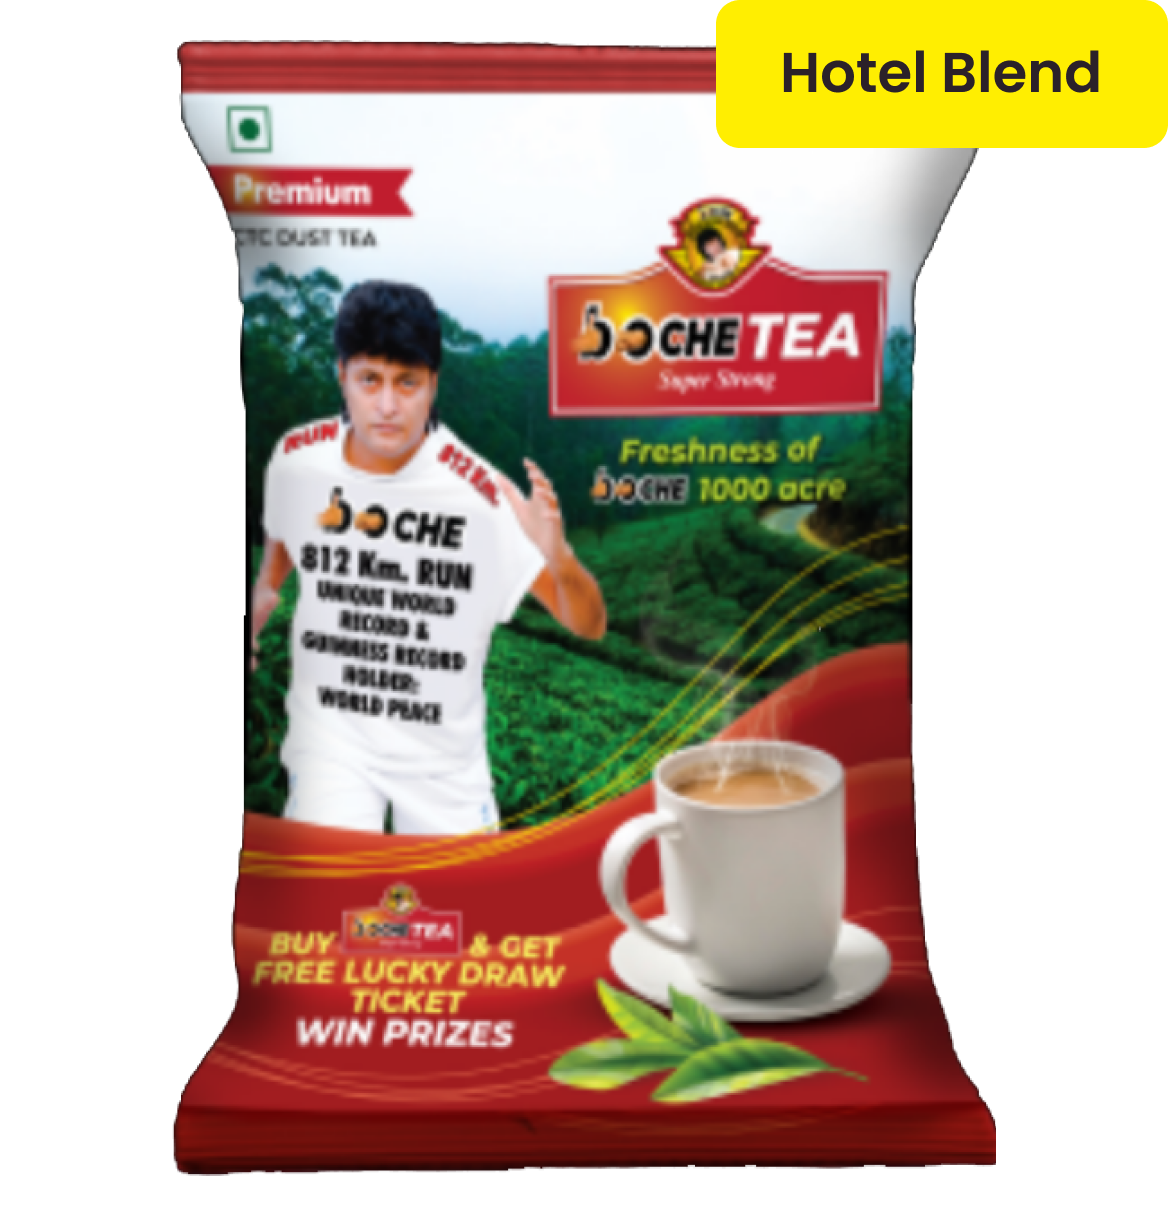 Hotel Blend
Premium
CTC DUST TEA
boCHE TEA
Super Strong
Freshness of
boCHE 1000 acre
RUN
812 Km.
boCHE
812 Km. RUN
UNIQUE WORLD
RECORD &
GUINNESS RECORD
HOLDER:
WORLD PEACE
BUY boCHE TEA & GET
FREE LUCKY DRAW
TICKET
WIN PRIZES